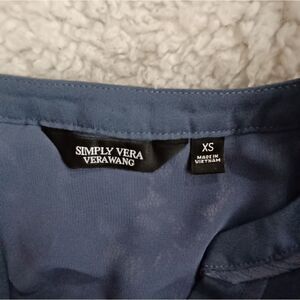 SIMPLY VERA
VERAWANG
XS
MADE IN
VIETNAM